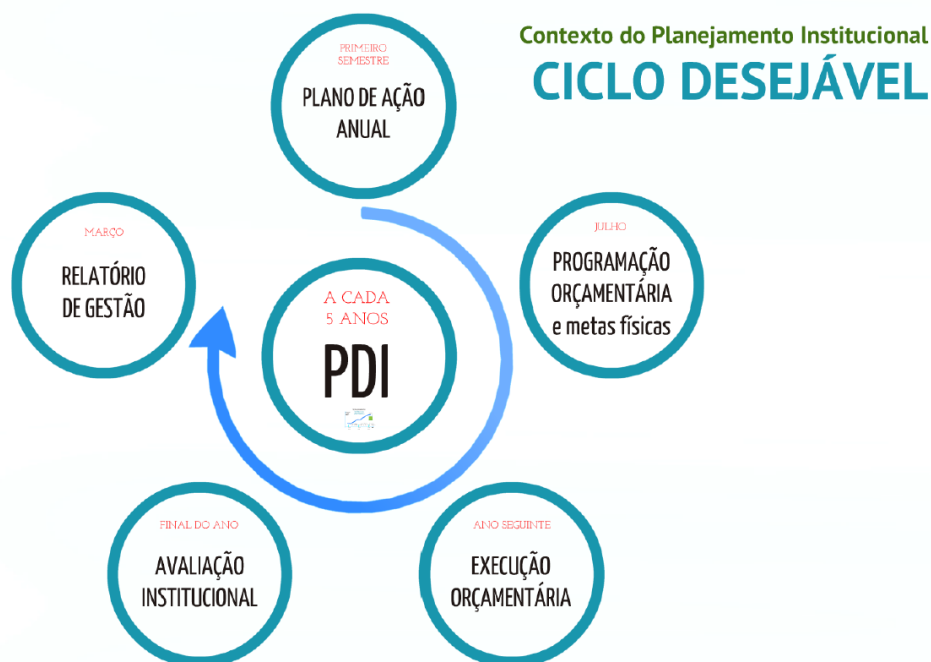 Contexto do Planejamento Institucional
CICLO DESEJÁVEL
PRIMEIRO
SEMESTRE
PLANO DE AÇÃO
ANUAL
JULHO
PROGRAMAÇÃO
ORÇAMENTÁRIA
e metas físicas
ANO SEGUINTE
EXECUÇÃO
ORÇAMENTÁRIA
FINAL DO ANO
AVALIAÇÃO
INSTITUCIONAL
MARÇO
RELATÓRIO
DE GESTÃO
A CADA
5 ANOS
PDI